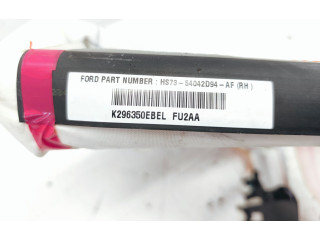 FORD PART NUMBER : HS73-54042D94-AF (RH)
K296350EBEL FU2AA